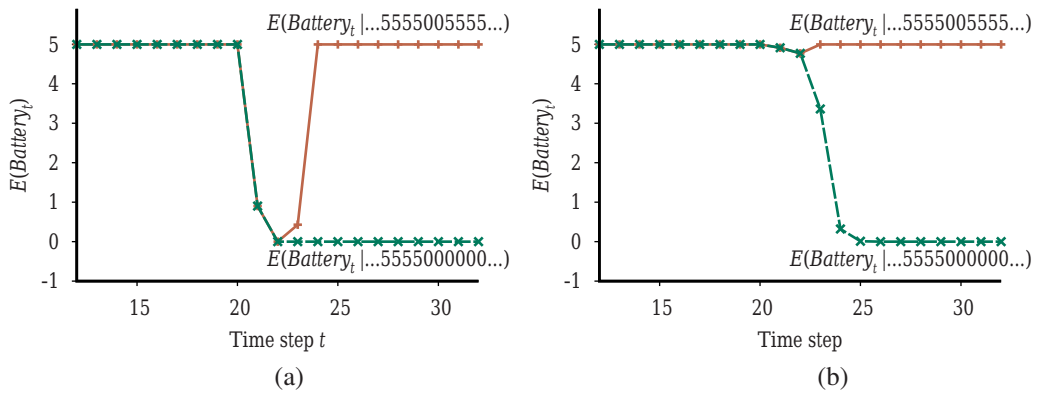 E(Battery_t |...5555005555...)
5
4
3
2
1
0
-1
E(Battery_t)
E(Battery_t |...5555000000...)
15 20 25 30
Time step t
(a)
E(Battery_t |...5555005555...)
5
4
3
2
1
0
-1
E(Battery_t)
E(Battery_t |...5555000000...)
15 20 25 30
Time step
(b)